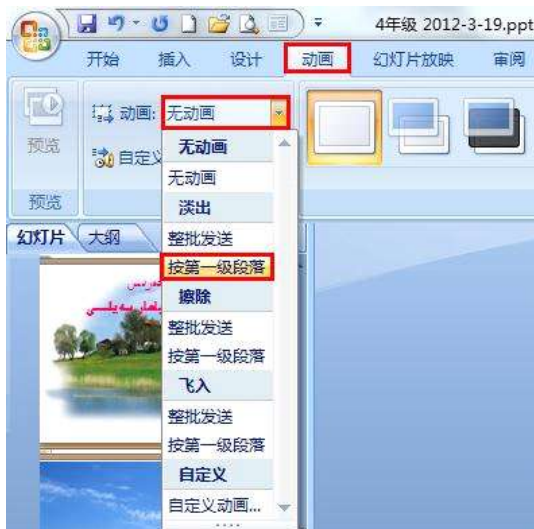 4年级 2012-3-19.ppt
开始 插入 设计 动画 幻灯片放映 审阅
动画: 无动画
预览
自定义
预览
无动画
无动画
淡出
整批发送
按第一级段落
擦除
整批发送
按第一级段落
飞入
整批发送
按第一级段落
自定义
自定义动画...
幻灯片 大纲